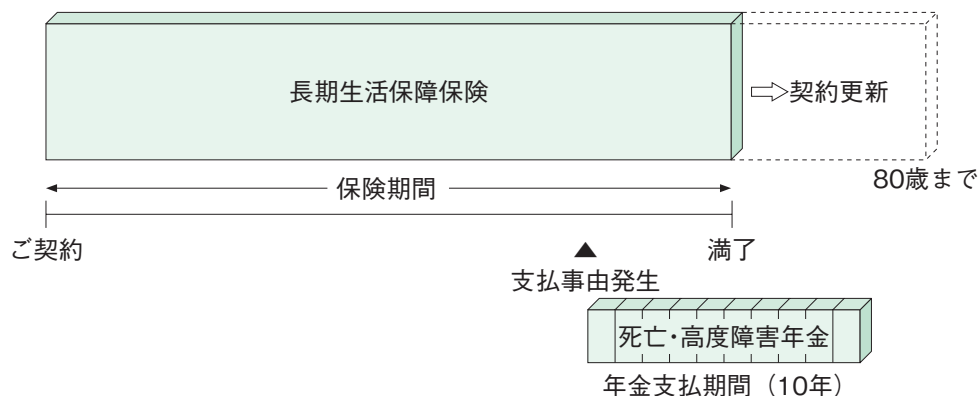 長期生活保障保険
契約更新
80歳まで
保険期間
ご契約
満了
支払事由発生
死亡・高度障害年金
年金支払期間（10年）